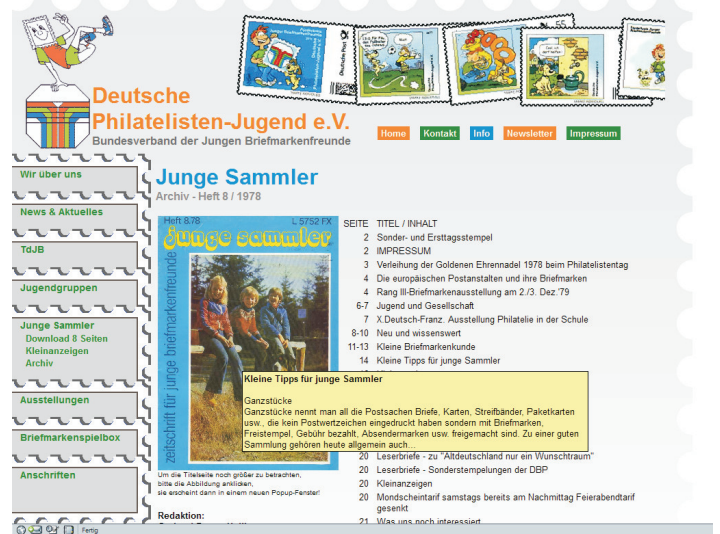 Deutsche
Philatelisten-Jugend e.V.
Bundesverband der Jungen Briefmarkenfreunde
Home Kontakt Info Newsletter Impressum
Wir über uns
News & Aktuelles
TdJB
Jugendgruppen
Junge Sammler
Download 8 Seiten
Kleinanzeigen
Archiv
Ausstellungen
Briefmarkenspielbox
Anschriften
Junge Sammler
Archiv - Heft 8 / 1978
Heft 8.78 L 5752 FX
junge sammler
zeitschrift für junge briefmarkenfreunde
Um die Titelseite noch größer zu betrachten,
bitte die Abbildung anklicken,
sie erscheint dann in einem neuen Popup-Fenster!
Redaktion:
SEITE TITEL / INHALT
2 Sonder- und Ersttagsstempel
2 IMPRESSUM
3 Verleihung der Goldenen Ehrennadel 1978 beim Philatelistentag
4 Die europäischen Postanstalten und ihre Briefmarken
4 Rang III-Briefmarkenausstellung am 2./3. Dez.'79
6-7 Jugend und Gesellschaft
7 X.Deutsch-Franz. Ausstellung Philatelie in der Schule
8-10 Neu und wissenswert
11-13 Kleine Briefmarkenkunde
14 Kleine Tipps für junge Sammler
Kleine Tipps für junge Sammler
Ganzstücke
Ganzstücke nennt man all die Postsachen Briefe, Karten, Streifbänder, Paketkarten
usw., die kein Postwertzeichen eingedruckt haben sondern mit Briefmarken,
Freistempel, Gebühr bezahlt, Absendermarken usw. freigemacht sind. Zu einer guten
Sammlung gehören heute allgemein auch...
20 Leserbriefe - zu "Altdeutschland nur ein Wunschtraum"
20 Leserbriefe - Sonderstempelungen der DBP
20 Kleinanzeigen
20 Mondscheintarif samstags bereits am Nachmittag Feierabendtarif
gesenkt
21 Was uns noch interessiert
Fertig